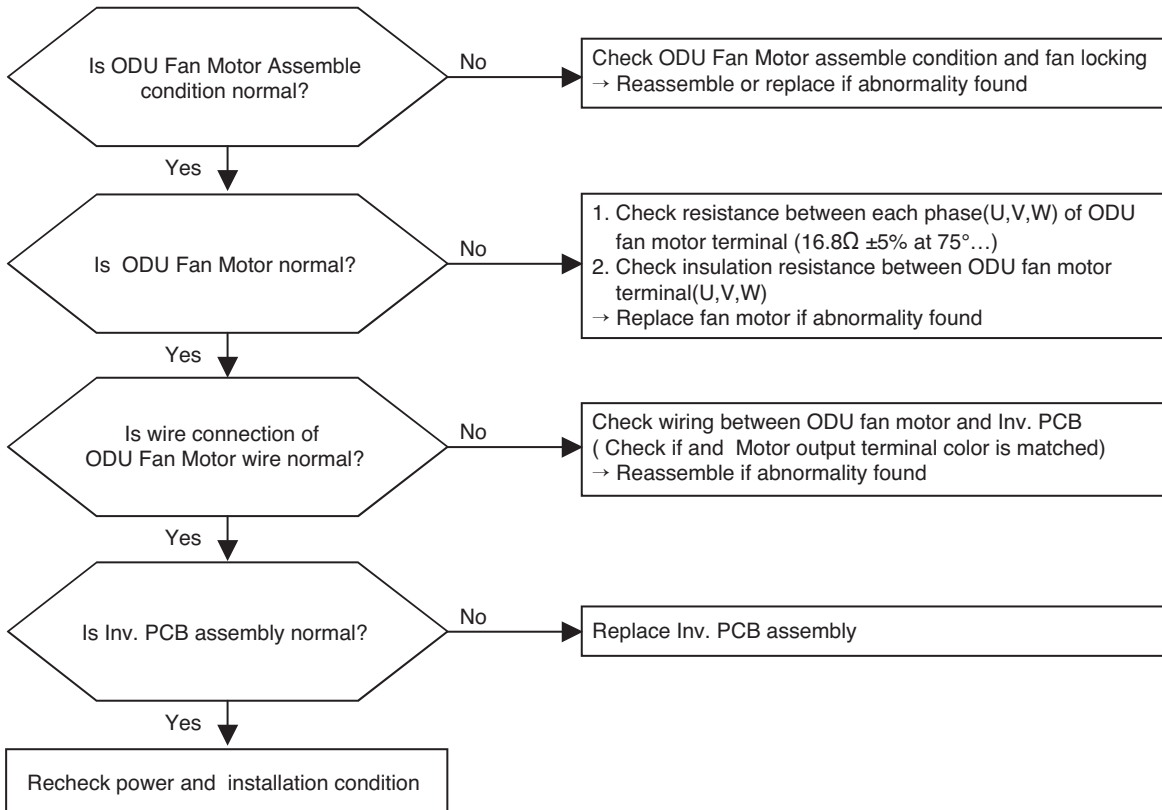 Is ODU Fan Motor Assemble
condition normal?
No
Check ODU Fan Motor assemble condition and fan locking
→ Reassemble or replace if abnormality found
Yes
Is ODU Fan Motor normal?
No
1. Check resistance between each phase(U,V,W) of ODU
fan motor terminal (16.8Ω ±5% at 75°…)
2. Check insulation resistance between ODU fan motor
terminal(U,V,W)
→ Replace fan motor if abnormality found
Yes
Is wire connection of
ODU Fan Motor wire normal?
No
Check wiring between ODU fan motor and Inv. PCB
( Check if and Motor output terminal color is matched)
→ Reassemble if abnormality found
Yes
Is Inv. PCB assembly normal?
No
Replace Inv. PCB assembly
Yes
Recheck power and installation condition